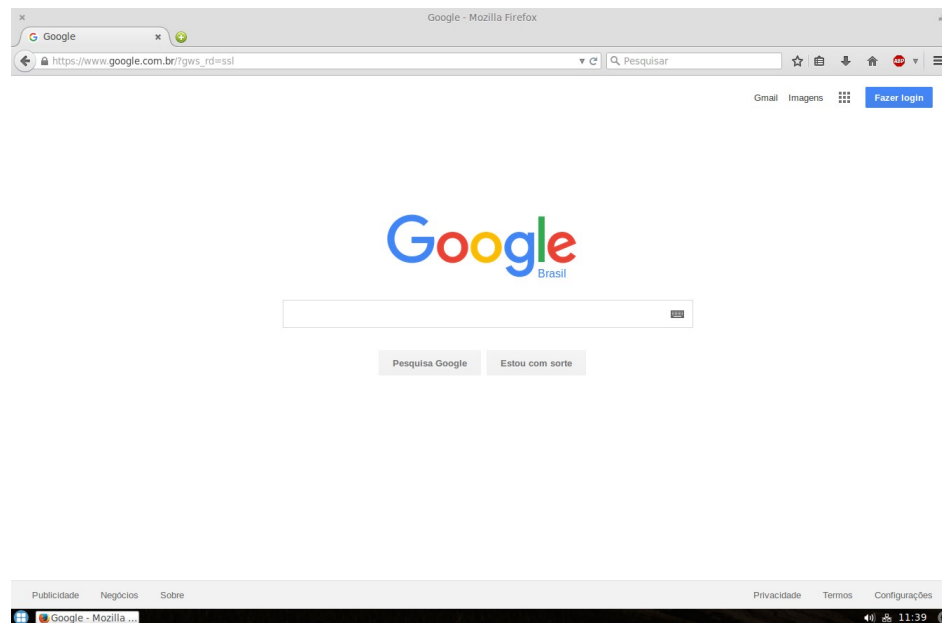 Google - Mozilla Firefox
Google
https://www.google.com.br/?gws_rd=ssl
Pesquisar
ABP
Gmail Imagens Fazer login
Google
Brasil
Pesquisa Google Estou com sorte
Publicidade Negócios Sobre Privacidade Termos Configurações
Google - Mozilla ... 11:39